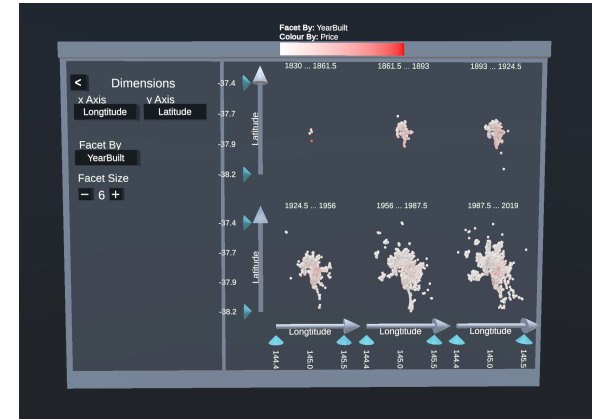 Facet By: YearBuilt
Colour By: Price
< Dimensions
x Axis y Axis
Longtitude Latitude
Facet By
YearBuilt
Facet Size
− 6 +
1830 ... 1861.5 1861.5 ... 1893 1893 ... 1924.5
-37.4
-37.7
-37.9
-38.2
Latitude
1924.5 ... 1956 1956 ... 1987.5 1987.5 ... 2019
-37.4
-37.7
-37.9
-38.2
Latitude
Longtitude Longtitude Longtitude
144.4 145.0 145.5 144.4 145.0 145.5 144.4 145.0 145.5